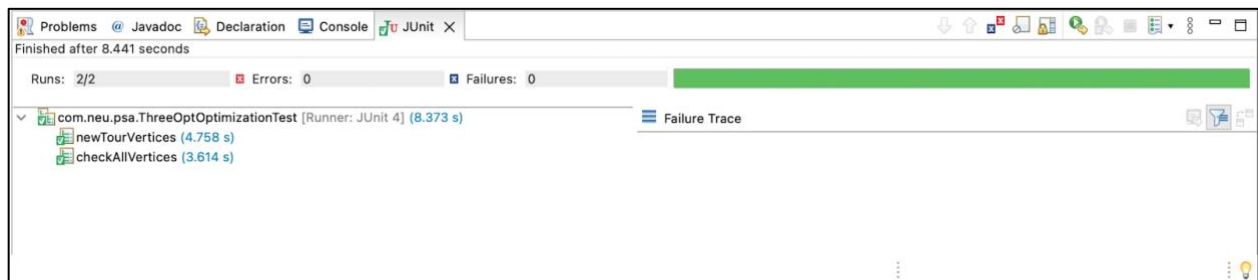 Problems @ Javadoc Declaration Console JUnit
Finished after 8.441 seconds
Runs: 2/2 Errors: 0 Failures: 0
com.neu.psa.ThreeOptOptimizationTest [Runner: JUnit 4] (8.373 s) Failure Trace
newTourVertices (4.758 s)
checkAllVertices (3.614 s)